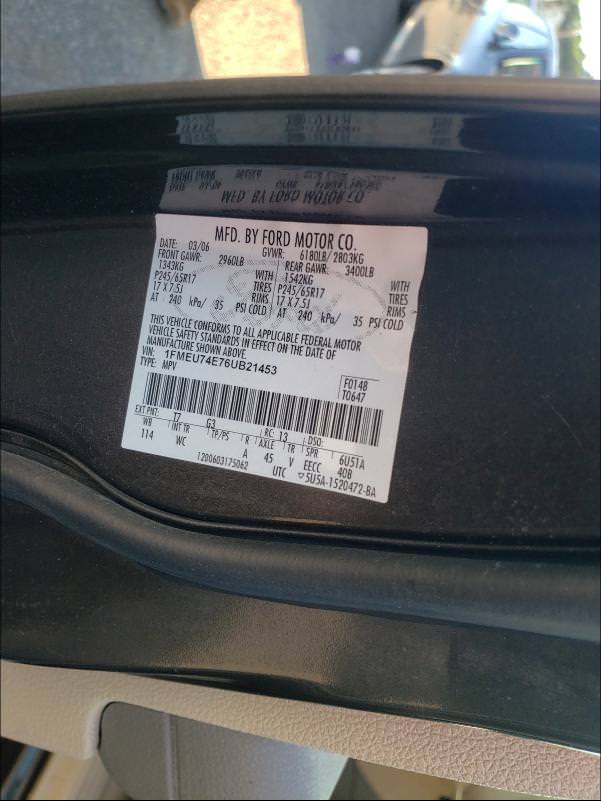 MFD. BY FORD MOTOR CO.
DATE: 03/06 GVWR: 6180LB/ 2803KG
FRONT GAWR: 2960LB REAR GAWR: 3400LB
1343KG WITH 1542KG WITH
P245/65R17 TIRES P245/65R17 TIRES
17 X 7.5J RIMS 17 X 7.5J RIMS
AT 240 kPa/ 35 PSI COLD AT 240 kPa/ 35 PSI COLD
THIS VEHICLE CONFORMS TO ALL APPLICABLE FEDERAL MOTOR
VEHICLE SAFETY STANDARDS IN EFFECT ON THE DATE OF
MANUFACTURE SHOWN ABOVE.
VIN: 1FMEU74E76UB21453
TYPE: MPV
F0148
T0647
EXT PNT: T7 G3 RC: 13 DSO:
WB INT TR TP/PS R AXLE TR SPR 6U51A
114 WC A 45 V EECC 40B
1200603175062 UTC 5U5A-1520472-BA